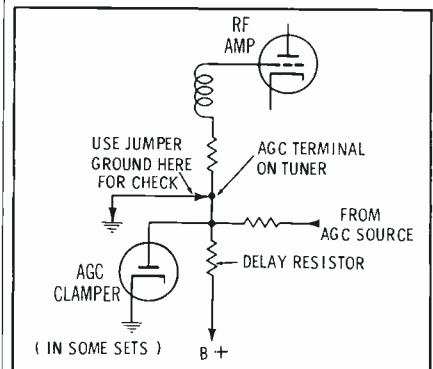 RF
AMP
USE JUMPER
GROUND HERE
FOR CHECK
AGC TERMINAL
ON TUNER
FROM
AGC SOURCE
DELAY RESISTOR
AGC
CLAMPER
( IN SOME SETS )
B +